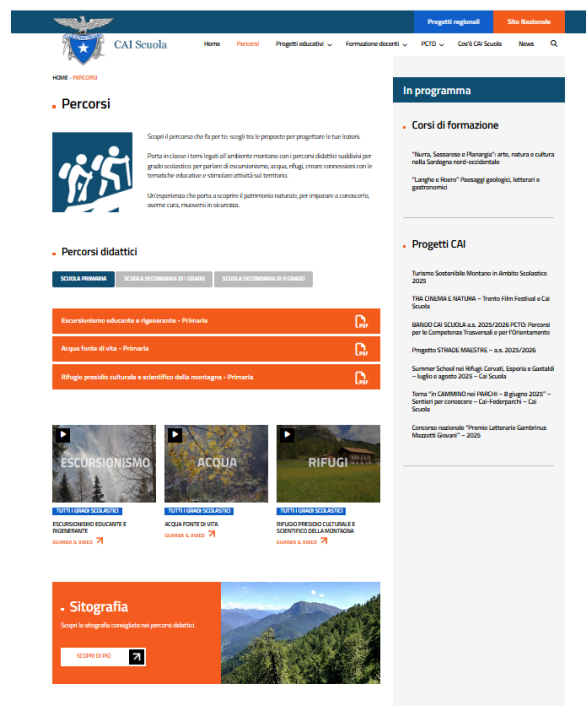 Progetti regionali
Sito Nazionale
CAI Scuola
Home
Percorsi
Progetti educativi
Formazione docenti
PCTO
Cos'è CAI Scuola
News
HOME - PERCORSI
Percorsi
Scopri il percorso che fa per te: scegli tra le proposte per progettare le tue lezioni.
Porta in classe i temi legati all'ambiente montano con i percorsi didattici suddivisi per
grado scolastico: per parlare di escursionismo, acqua, rifugi, creare connessioni con le
tematiche educative e stimolare attività sul territorio.
Un'esperienza che porta a scoprire il patrimonio naturale, per imparare a conoscerlo,
averne cura, muoversi in sicurezza.
Percorsi didattici
SCUOLA PRIMARIA
SCUOLA SECONDARIA DI I GRADO
SCUOLA SECONDARIA DI II GRADO
Escursionismo educante e rigenerante - Primaria
PDF
Acqua fonte di vita - Primaria
PDF
Rifugio presidio culturale e scientifico della montagna - Primaria
PDF
ESCURSIONISMO
ACQUA
RIFUGI
TUTTI I GRADI SCOLASTICI
TUTTI I GRADI SCOLASTICI
TUTTI I GRADI SCOLASTICI
ESCURSIONISMO EDUCANTE E
RIGENERANTE
GUARDA IL VIDEO
ACQUA FONTE DI VITA
GUARDA IL VIDEO
RIFUGIO PRESIDIO CULTURALE E
SCIENTIFICO DELLA MONTAGNA
GUARDA IL VIDEO
Sitografia
Scopri la sitografia consigliata nei percorsi didattici.
SCOPRI DI PIÙ
In programma
Corsi di formazione
"Nurra, Sassarese e Planargia": arte, natura e cultura
nella Sardegna nord-occidentale
"Langhe e Roero" Paesaggi geologici, letterari e
gastronomici
Progetti CAI
Turismo Sostenibile Montano in Ambito Scolastico
2025
TRA CINEMA E NATURA – Trento Film Festival e Cai
Scuola
BANDO CAI SCUOLA a.s. 2025/2026 PCTO: Percorsi
per le Competenze Trasversali e per l'Orientamento
Progetto STRADE MAESTRE – a.s. 2025/2026
Summer School nei Rifugi: Cervati, Esperia e Gastaldi
– luglio e agosto 2025 – Cai Scuola
Torna "in CAMMINO nei PARCHI – 8 giugno 2025" –
Sentieri per conoscere – Cai-Federparchi – Cai
Scuola
Concorso nazionale "Premio Letterario Gambrinus
Mazzotti Giovani" – 2025